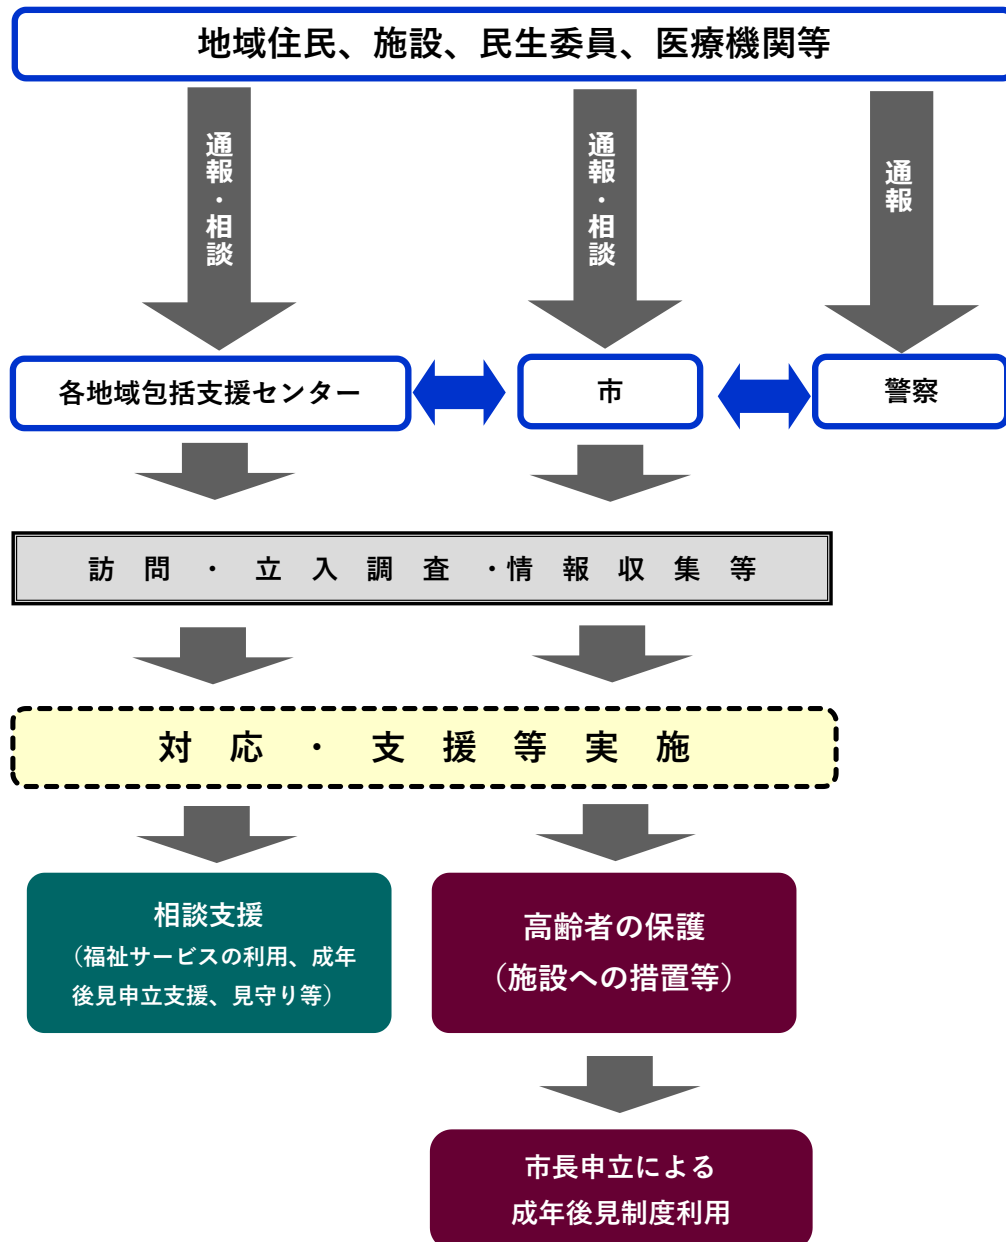 地域住民、施設、民生委員、医療機関等
通報・相談
通報・相談
通報
各地域包括支援センター
市
警察
訪問・立入調査・情報収集等
対応・支援等実施
相談支援
（福祉サービスの利用、成年
後見申立支援、見守り等）
高齢者の保護
（施設への措置等）
市長申立による
成年後見制度利用